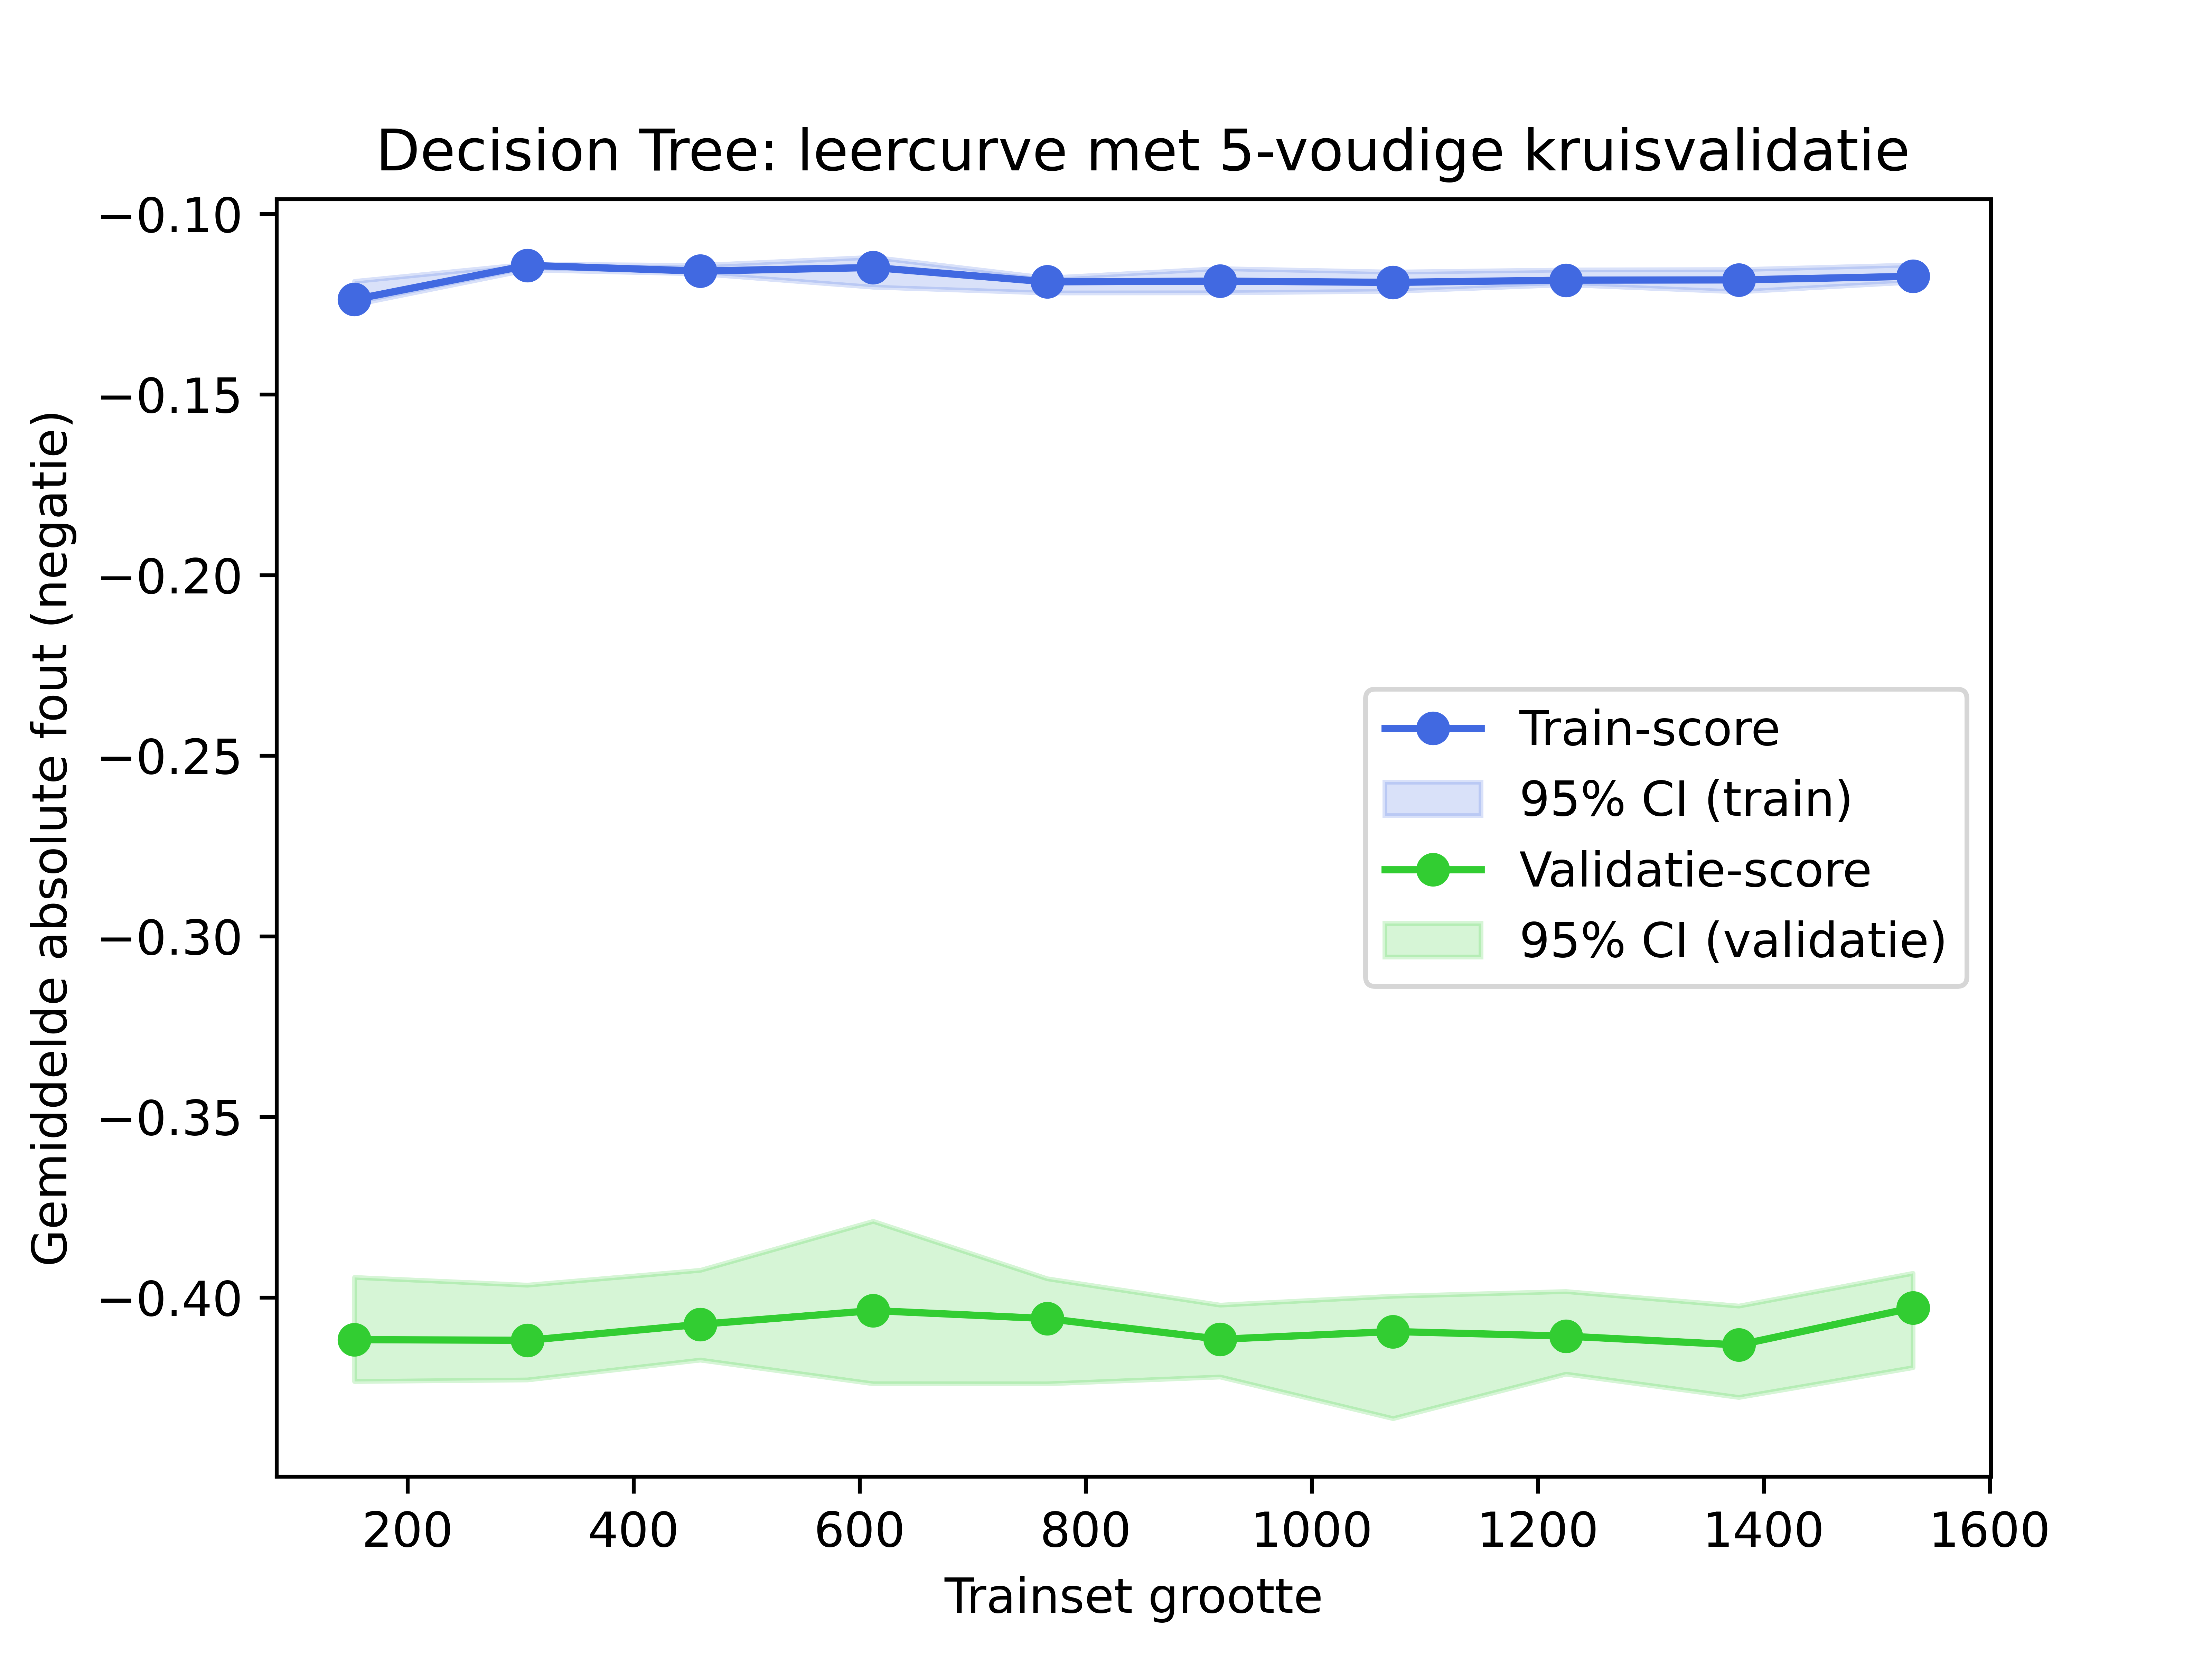 Decision Tree: leercurve met 5-voudige kruisvalidatie
Gemiddelde absolute fout (negatie)
−0.10
−0.15
−0.20
−0.25
−0.30
−0.35
−0.40
Train-score
95% CI (train)
Validatie-score
95% CI (validatie)
200 400 600 800 1000 1200 1400 1600
Trainset grootte